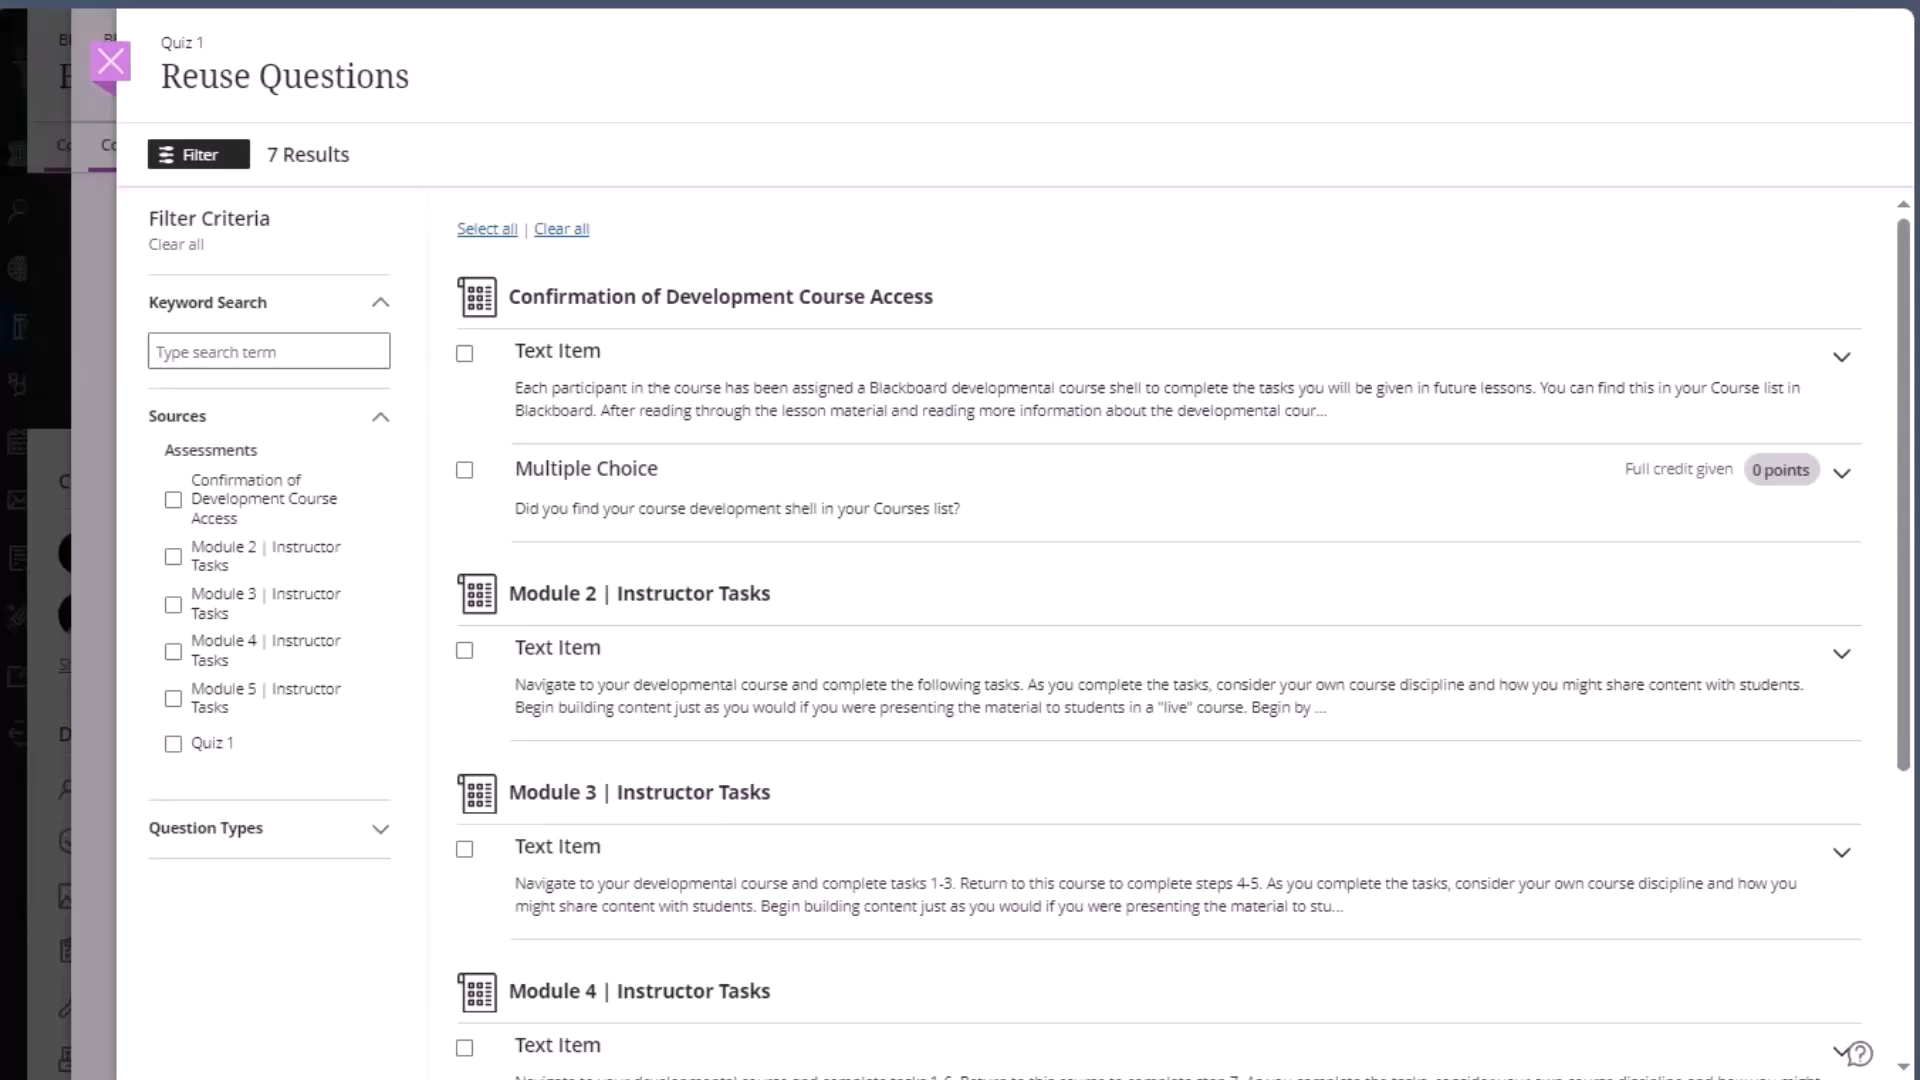 Quiz 1
Reuse Questions
Filter
7 Results
Filter Criteria
Clear all
Keyword Search
Type search term
Sources
Assessments
Confirmation of
Development Course
Access
Module 2 | Instructor
Tasks
Module 3 | Instructor
Tasks
Module 4 | Instructor
Tasks
Module 5 | Instructor
Tasks
Quiz 1
Question Types
Select all | Clear all
Confirmation of Development Course Access
Text Item
Each participant in the course has been assigned a Blackboard developmental course shell to complete the tasks you will be given in future lessons. You can find this in your Course list in
Blackboard. After reading through the lesson material and reading more information about the developmental cour...
Multiple Choice
Full credit given 0 points
Did you find your course development shell in your Courses list?
Module 2 | Instructor Tasks
Text Item
Navigate to your developmental course and complete the following tasks. As you complete the tasks, consider your own course discipline and how you might share content with students.
Begin building content just as you would if you were presenting the material to students in a "live" course. Begin by ...
Module 3 | Instructor Tasks
Text Item
Navigate to your developmental course and complete tasks 1-3. Return to this course to complete steps 4-5. As you complete the tasks, consider your own course discipline and how you
might share content with students. Begin building content just as you would if you were presenting the material to stu...
Module 4 | Instructor Tasks
Text Item